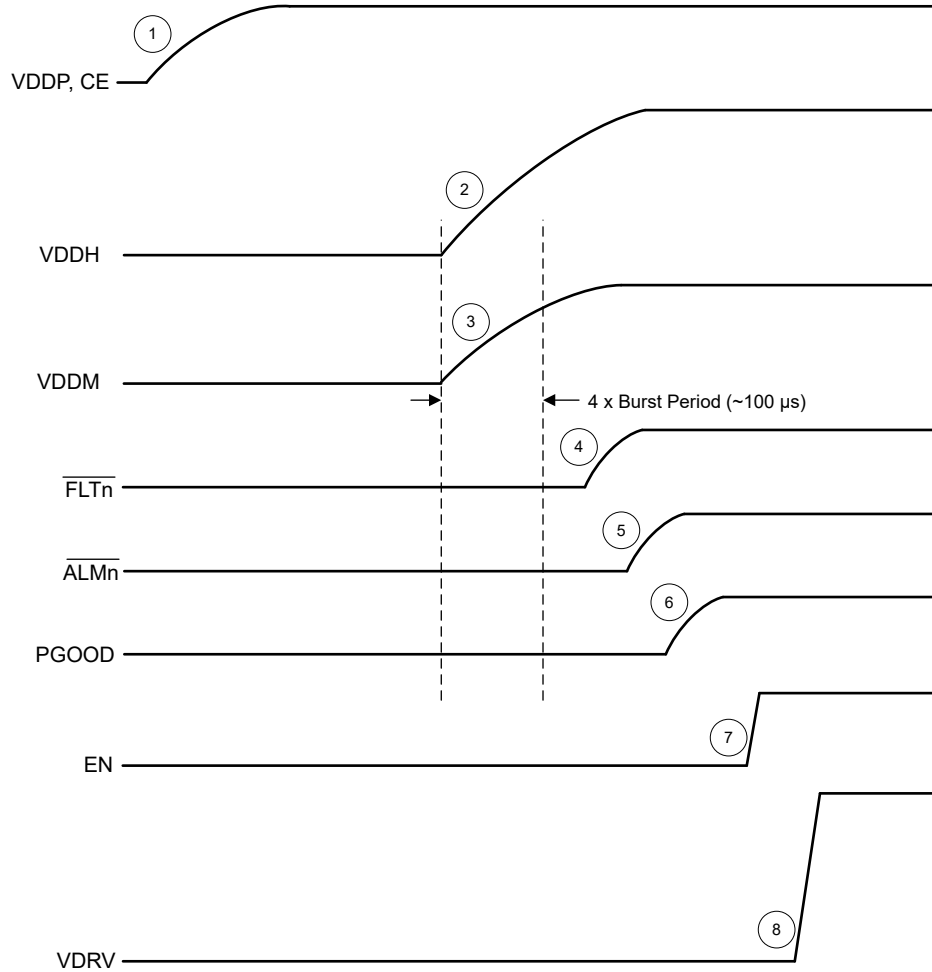 1
VDDP, CE
2
VDDH
3
VDDM
4 x Burst Period (~100 µs)
4
FLTn
5
ALMn
6
PGOOD
7
EN
8
VDRV